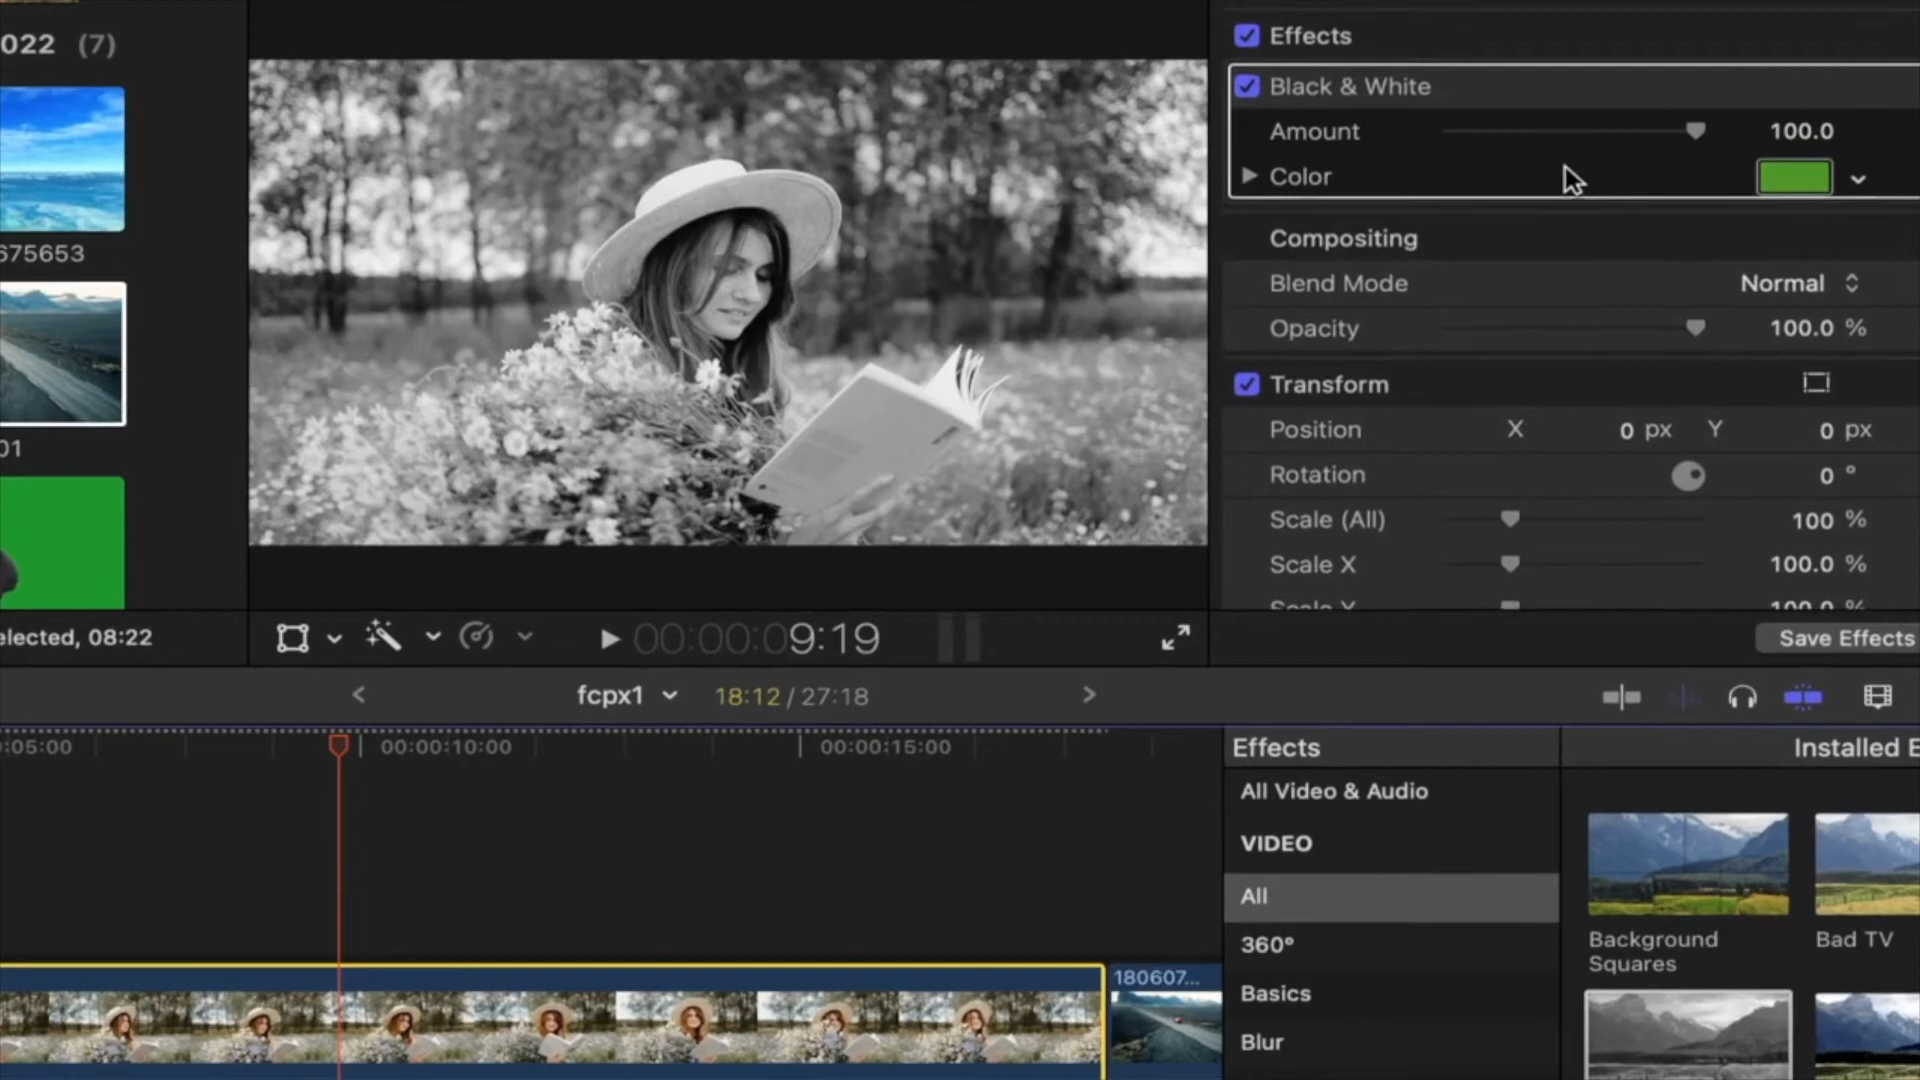 022 (7)
675653
01
elected, 08:22
Effects
Black & White
Amount 100.0
Color
Compositing
Blend Mode Normal
Opacity 100.0 %
Transform
Position X 0 px Y 0 px
Rotation 0 °
Scale (All) 100 %
Scale X 100.0 %
Scale Y 100.0 %
Save Effects
00:00:09:19
fcpx1 18:12 / 27:18
:05:00 00:00:10:00 00:00:15:00
180607...
Effects
All Video & Audio
VIDEO
All
360°
Basics
Blur
Installed E
Background
Squares
Bad TV